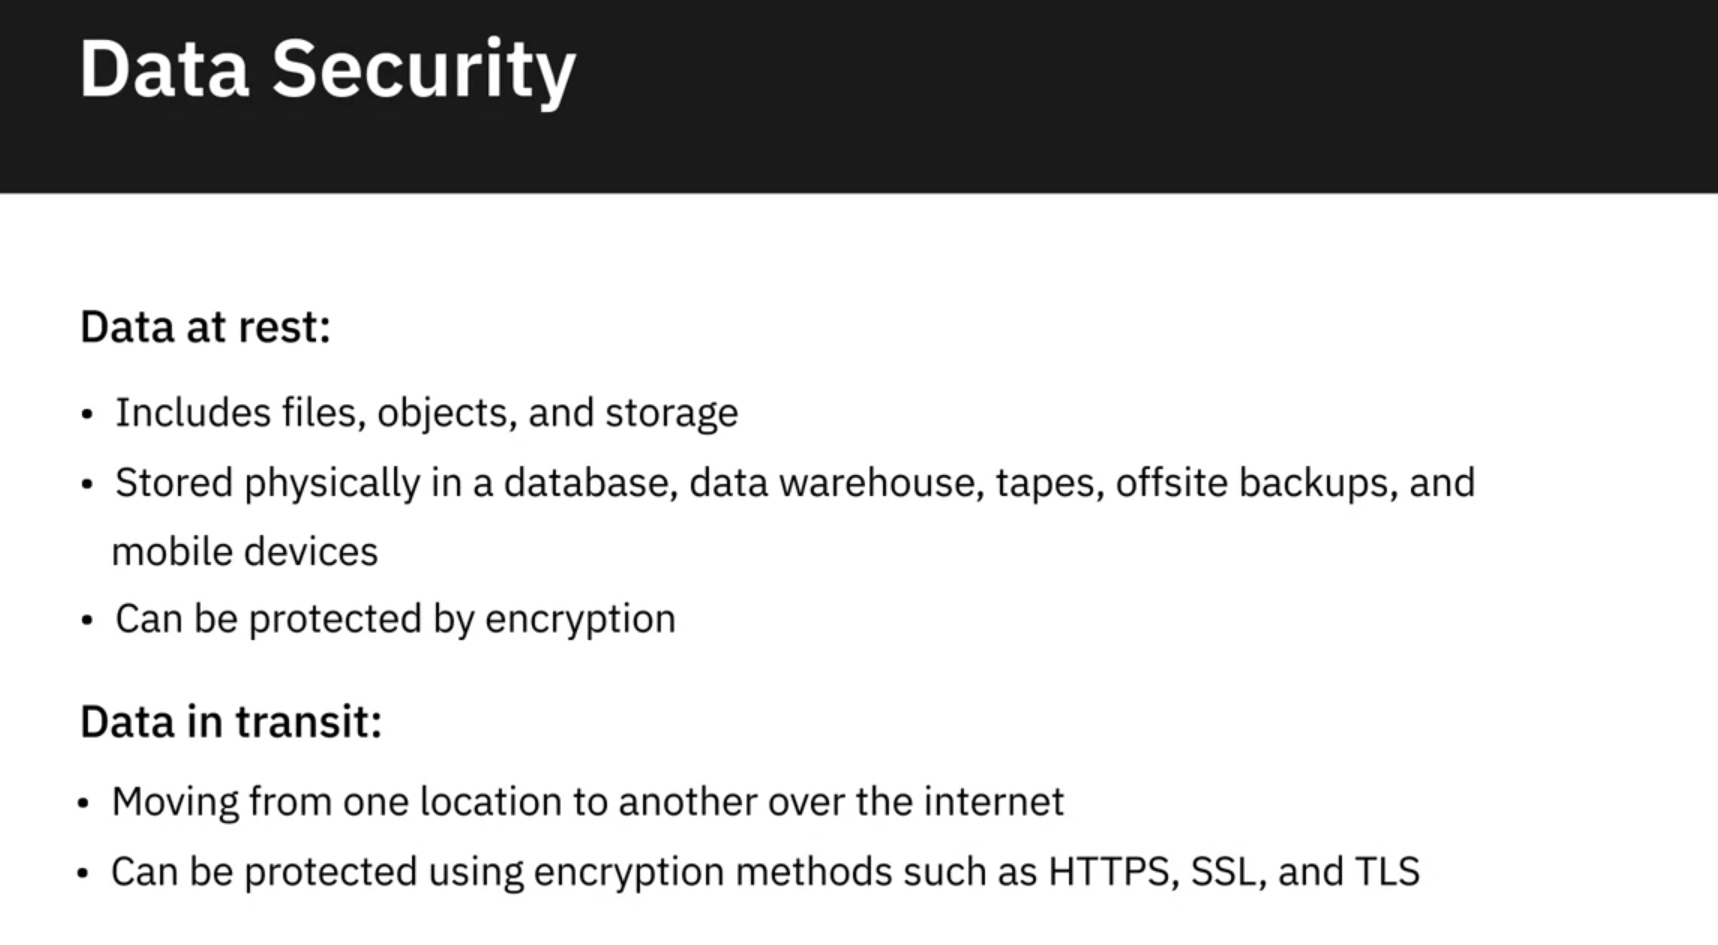 Data Security
Data at rest:
• Includes files, objects, and storage
• Stored physically in a database, data warehouse, tapes, offsite backups, and
mobile devices
• Can be protected by encryption
Data in transit:
• Moving from one location to another over the internet
• Can be protected using encryption methods such as HTTPS, SSL, and TLS